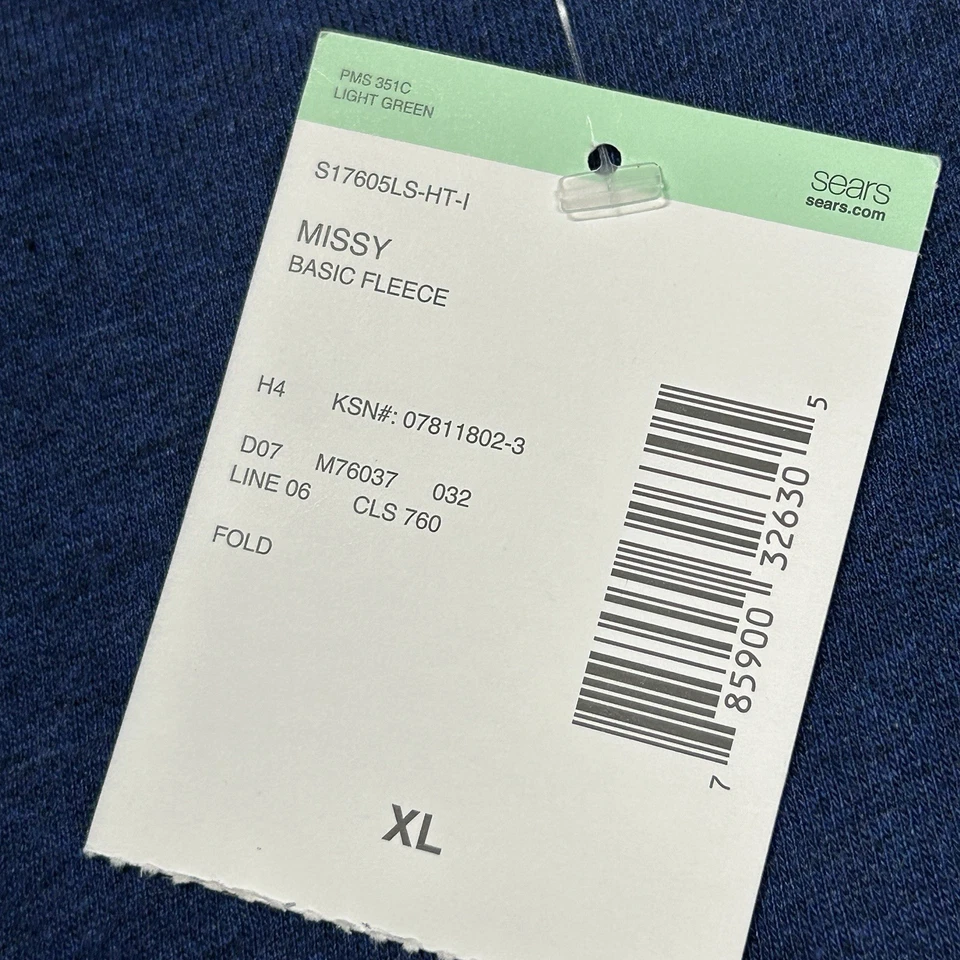 PMS 351C
LIGHT GREEN
sears
sears.com
S17605LS-HT-I
MISSY
BASIC FLEECE
H4 KSN#: 07811802-3
D07 M76037 032
LINE 06 CLS 760
FOLD
7 85900 32630 5
XL